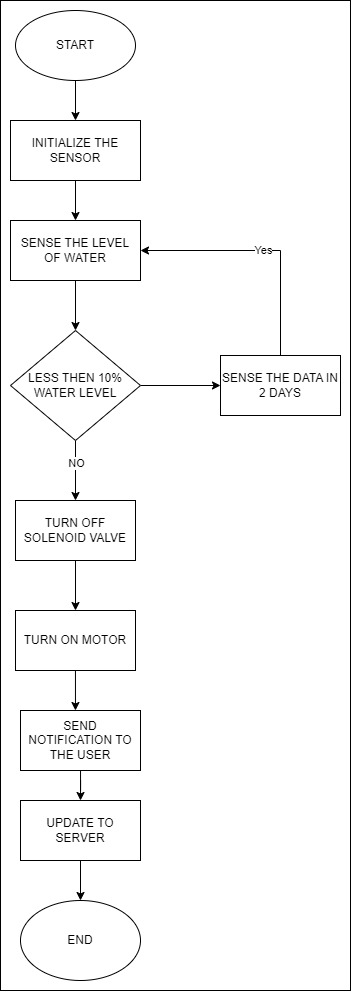 START
INITIALIZE THE
SENSOR
SENSE THE LEVEL
OF WATER
Yes
LESS THEN 10%
WATER LEVEL
SENSE THE DATA IN
2 DAYS
NO
TURN OFF
SOLENOID VALVE
TURN ON MOTOR
SEND
NOTIFICATION TO
THE USER
UPDATE TO
SERVER
END